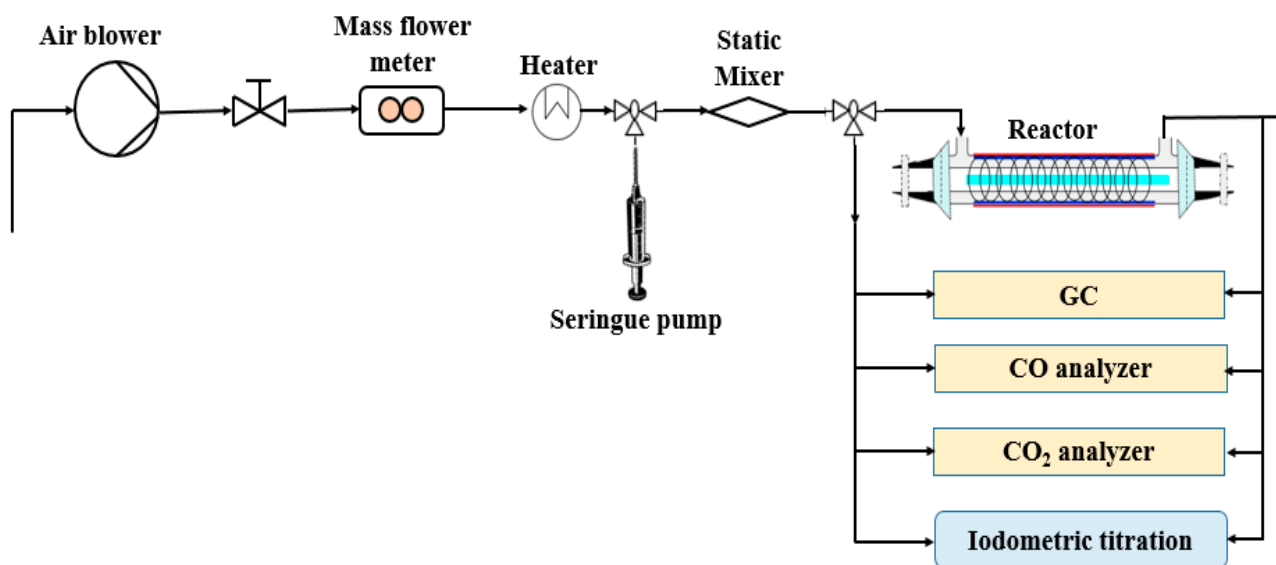 Air blower
Mass flower
meter
Heater
Static
Mixer
Reactor
Seringue pump
GC
CO analyzer
CO₂ analyzer
Iodometric titration